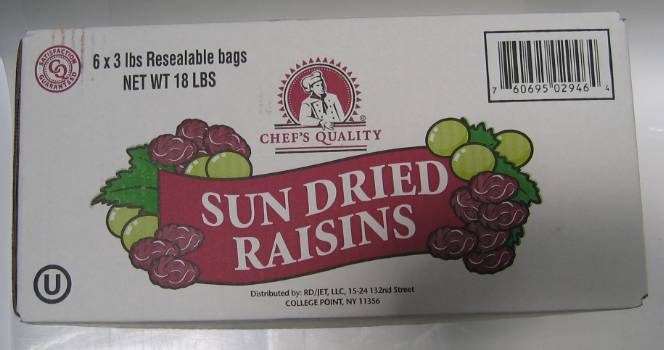 SATISFACTION
CQ
GUARANTEED
6 x 3 lbs Resealable bags
NET WT 18 LBS
CHEF'S QUALITY
®
7 60695 02946 4
SUN DRIED
RAISINS
U
Distributed by: RD/JET, LLC, 15-24 132nd Street
COLLEGE POINT, NY 11356